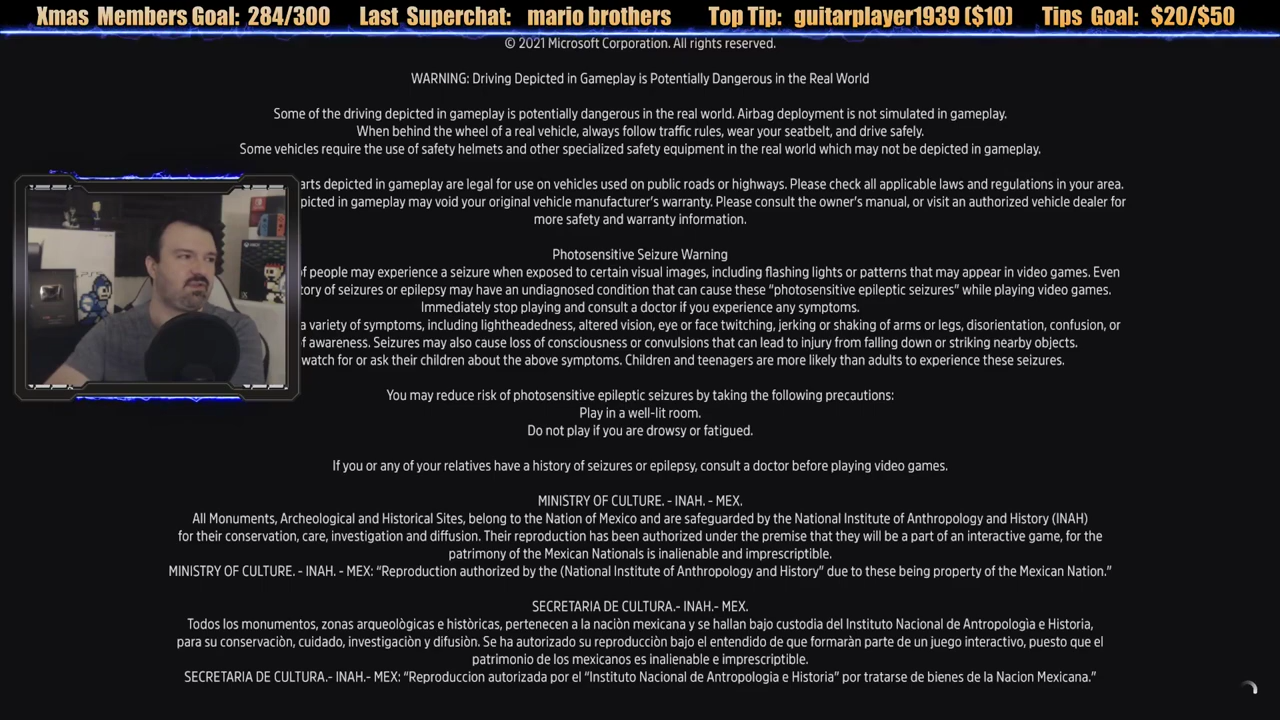 Xmas Members Goal: 284/300 Last Superchat: mario brothers Top Tip: guitarplayer1939 ($10) Tips Goal: $20/$50
© 2021 Microsoft Corporation. All rights reserved.
WARNING: Driving Depicted in Gameplay is Potentially Dangerous in the Real World
Some of the driving depicted in gameplay is potentially dangerous in the real world. Airbag deployment is not simulated in gameplay.
When behind the wheel of a real vehicle, always follow traffic rules, wear your seatbelt, and drive safely.
Some vehicles require the use of safety helmets and other specialized safety equipment in the real world which may not be depicted in gameplay.
arts depicted in gameplay are legal for use on vehicles used on public roads or highways. Please check all applicable laws and regulations in your area.
picted in gameplay may void your original vehicle manufacturer's warranty. Please consult the owner's manual, or visit an authorized vehicle dealer for
more safety and warranty information.
Photosensitive Seizure Warning
of people may experience a seizure when exposed to certain visual images, including flashing lights or patterns that may appear in video games. Even
tory of seizures or epilepsy may have an undiagnosed condition that can cause these "photosensitive epileptic seizures" while playing video games.
Immediately stop playing and consult a doctor if you experience any symptoms.
a variety of symptoms, including lightheadedness, altered vision, eye or face twitching, jerking or shaking of arms or legs, disorientation, confusion, or
of awareness. Seizures may also cause loss of consciousness or convulsions that can lead to injury from falling down or striking nearby objects.
watch for or ask their children about the above symptoms. Children and teenagers are more likely than adults to experience these seizures.
You may reduce risk of photosensitive epileptic seizures by taking the following precautions:
Play in a well-lit room.
Do not play if you are drowsy or fatigued.
If you or any of your relatives have a history of seizures or epilepsy, consult a doctor before playing video games.
MINISTRY OF CULTURE. - INAH. - MEX.
All Monuments, Archeological and Historical Sites, belong to the Nation of Mexico and are safeguarded by the National Institute of Anthropology and History (INAH)
for their conservation, care, investigation and diffusion. Their reproduction has been authorized under the premise that they will be a part of an interactive game, for the
patrimony of the Mexican Nationals is inalienable and imprescriptible.
MINISTRY OF CULTURE. - INAH. - MEX: “Reproduction authorized by the (National Institute of Anthropology and History” due to these being property of the Mexican Nation.”
SECRETARIA DE CULTURA.- INAH.- MEX.
Todos los monumentos, zonas arqueològicas e històricas, pertenecen a la naciòn mexicana y se hallan bajo custodia del Instituto Nacional de Antropologìa e Historia,
para su conservaciòn, cuidado, investigaciòn y difusiòn. Se ha autorizado su reproducciòn bajo el entendido de que formaràn parte de un juego interactivo, puesto que el
patrimonio de los mexicanos es inalienable e imprescriptible.
SECRETARIA DE CULTURA.- INAH.- MEX: “Reproduccion autorizada por el “Instituto Nacional de Antropologia e Historia” por tratarse de bienes de la Nacion Mexicana.”